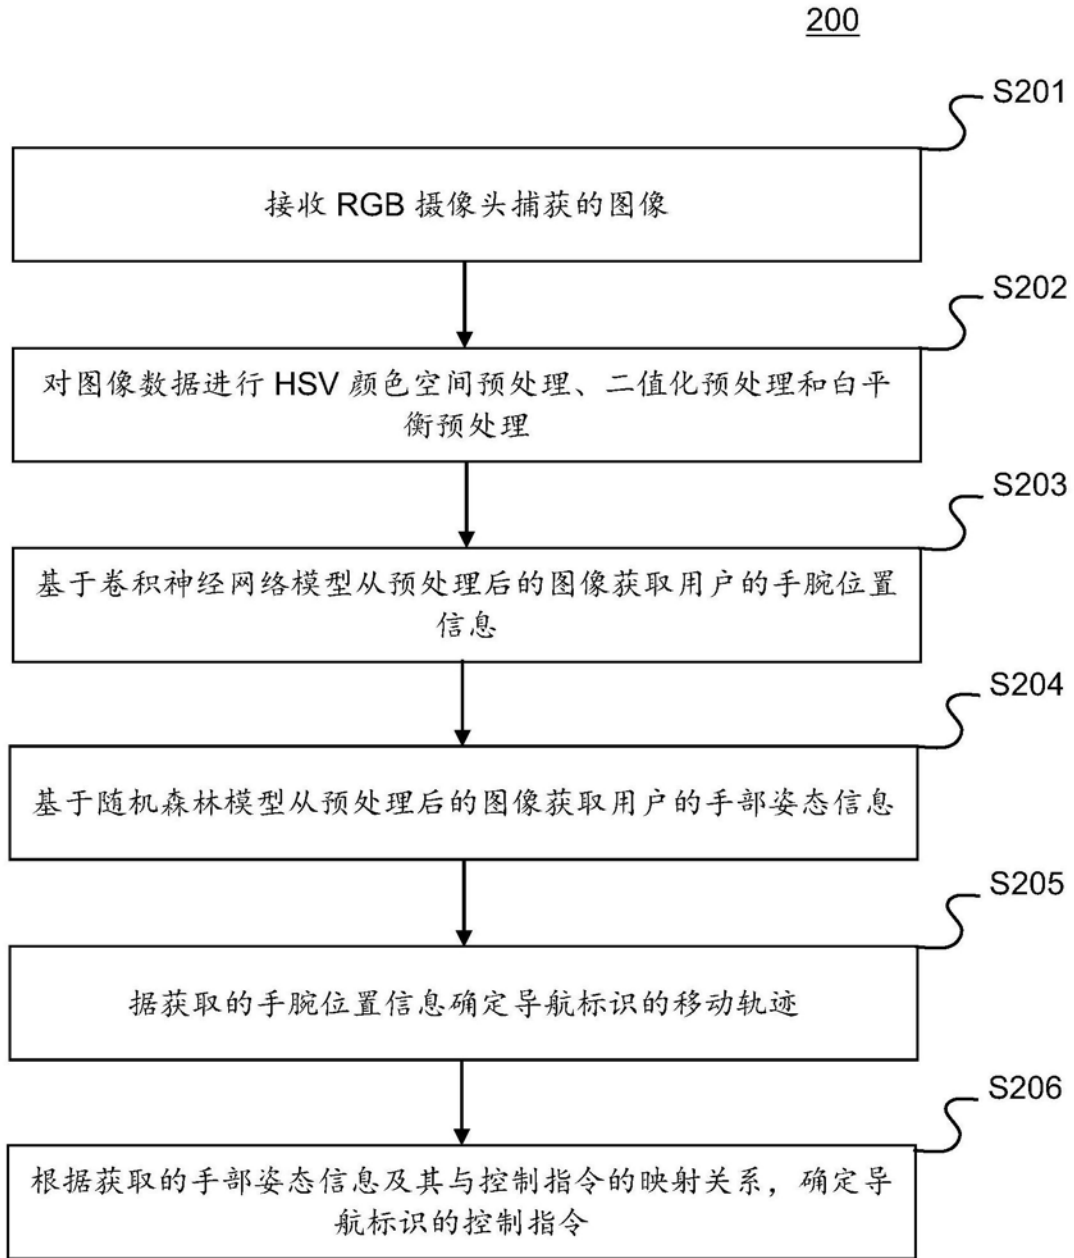 200
S201
接收 RGB 摄像头捕获的图像
S202
对图像数据进行 HSV 颜色空间预处理、二值化预处理和白平
衡预处理
S203
基于卷积神经网络模型从预处理后的图像获取用户的手腕位置
信息
S204
基于随机森林模型从预处理后的图像获取用户的手部姿态信息
S205
据获取的手腕位置信息确定导航标识的移动轨迹
S206
根据获取的手部姿态信息及其与控制指令的映射关系，确定导
航标识的控制指令